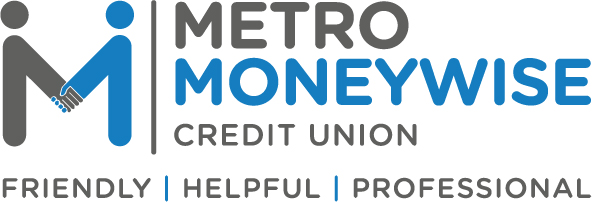 METRO
MONEYWISE
CREDIT UNION
FRIENDLY | HELPFUL | PROFESSIONAL